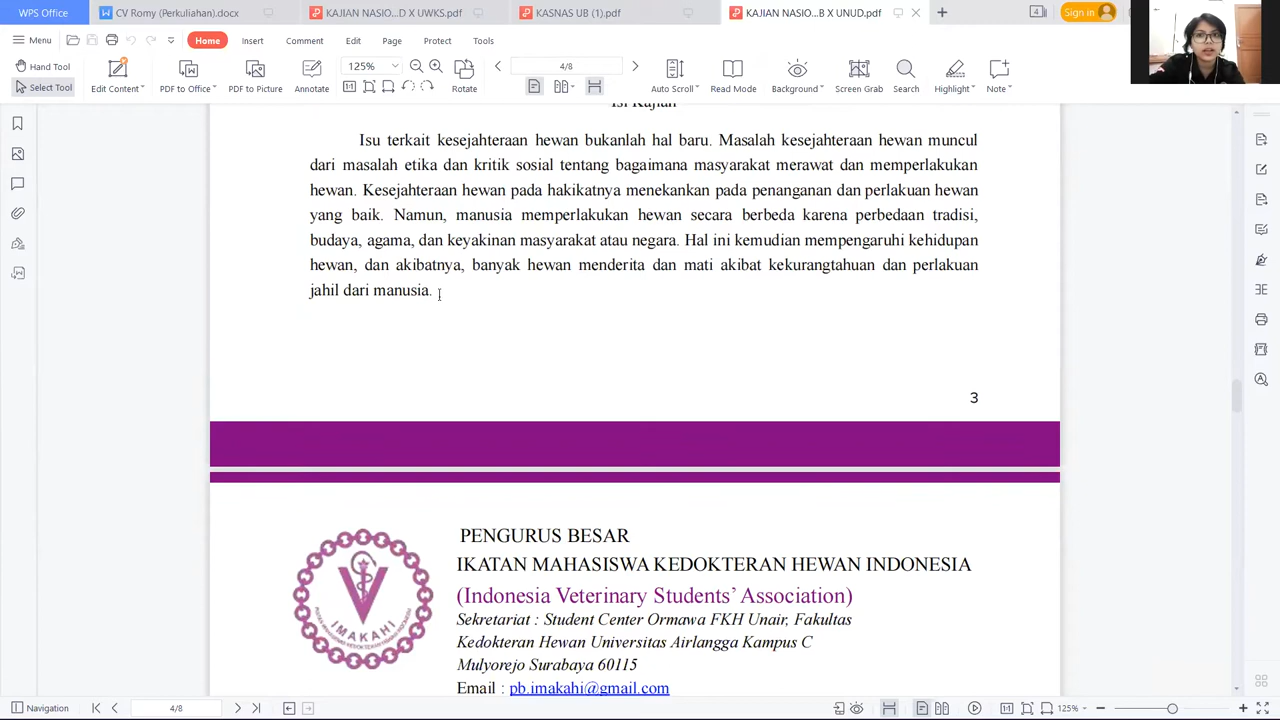 WPS Office
CV Romy (Perkuliahan).docx
KAJIAN NASIO...D X UWKS.pdf
KASNAS UB (1).pdf
KAJIAN NASIO...B X UNUD.pdf
Sign in
Menu
Home
Insert
Comment
Edit
Page
Protect
Tools
Hand Tool
Select Tool
Edit Content
PDF to Office
PDF to Picture
Annotate
125%
Rotate
4/8
Auto Scroll
Read Mode
Background
Screen Grab
Search
Highlight
Note
Isi Kajian
Isu terkait kesejahteraan hewan bukanlah hal baru. Masalah kesejahteraan hewan muncul
dari masalah etika dan kritik sosial tentang bagaimana masyarakat merawat dan memperlakukan
hewan. Kesejahteraan hewan pada hakikatnya menekankan pada penanganan dan perlakuan hewan
yang baik. Namun, manusia memperlakukan hewan secara berbeda karena perbedaan tradisi,
budaya, agama, dan keyakinan masyarakat atau negara. Hal ini kemudian mempengaruhi kehidupan
hewan, dan akibatnya, banyak hewan menderita dan mati akibat kekurangtahuan dan perlakuan
jahil dari manusia.
3
PENGURUS BESAR
IKATAN MAHASISWA KEDOKTERAN HEWAN INDONESIA
(Indonesia Veterinary Students’ Association)
Sekretariat : Student Center Ormawa FKH Unair, Fakultas
Kedokteran Hewan Universitas Airlangga Kampus C
Mulyorejo Surabaya 60115
Email : pb.imakahi@gmail.com
IMAKAHI
Navigation
4/8
125%